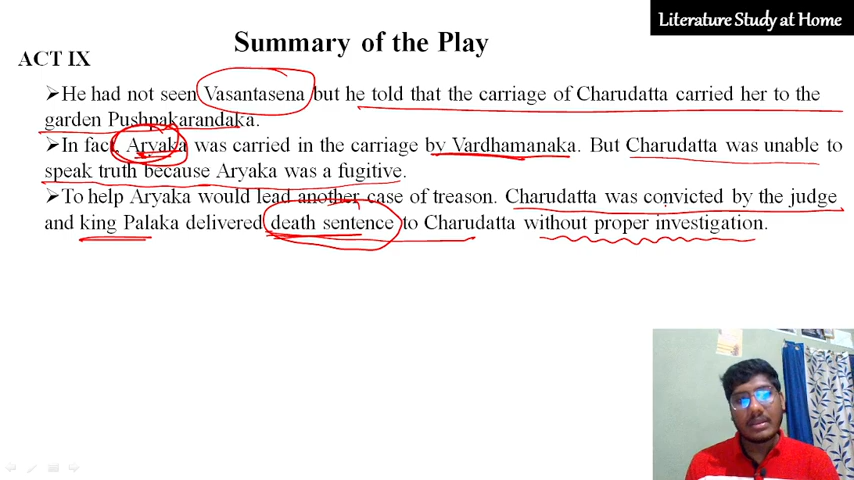 Literature Study at Home
Summary of the Play
ACT IX
➤He had not seen Vasantasena but he told that the carriage of Charudatta carried her to the
garden Pushpakarandaka.
➤In fact, Aryaka was carried in the carriage by Vardhamanaka. But Charudatta was unable to
speak truth because Aryaka was a fugitive.
➤To help Aryaka would lead another case of treason. Charudatta was convicted by the judge
and king Palaka delivered death sentence to Charudatta without proper investigation.